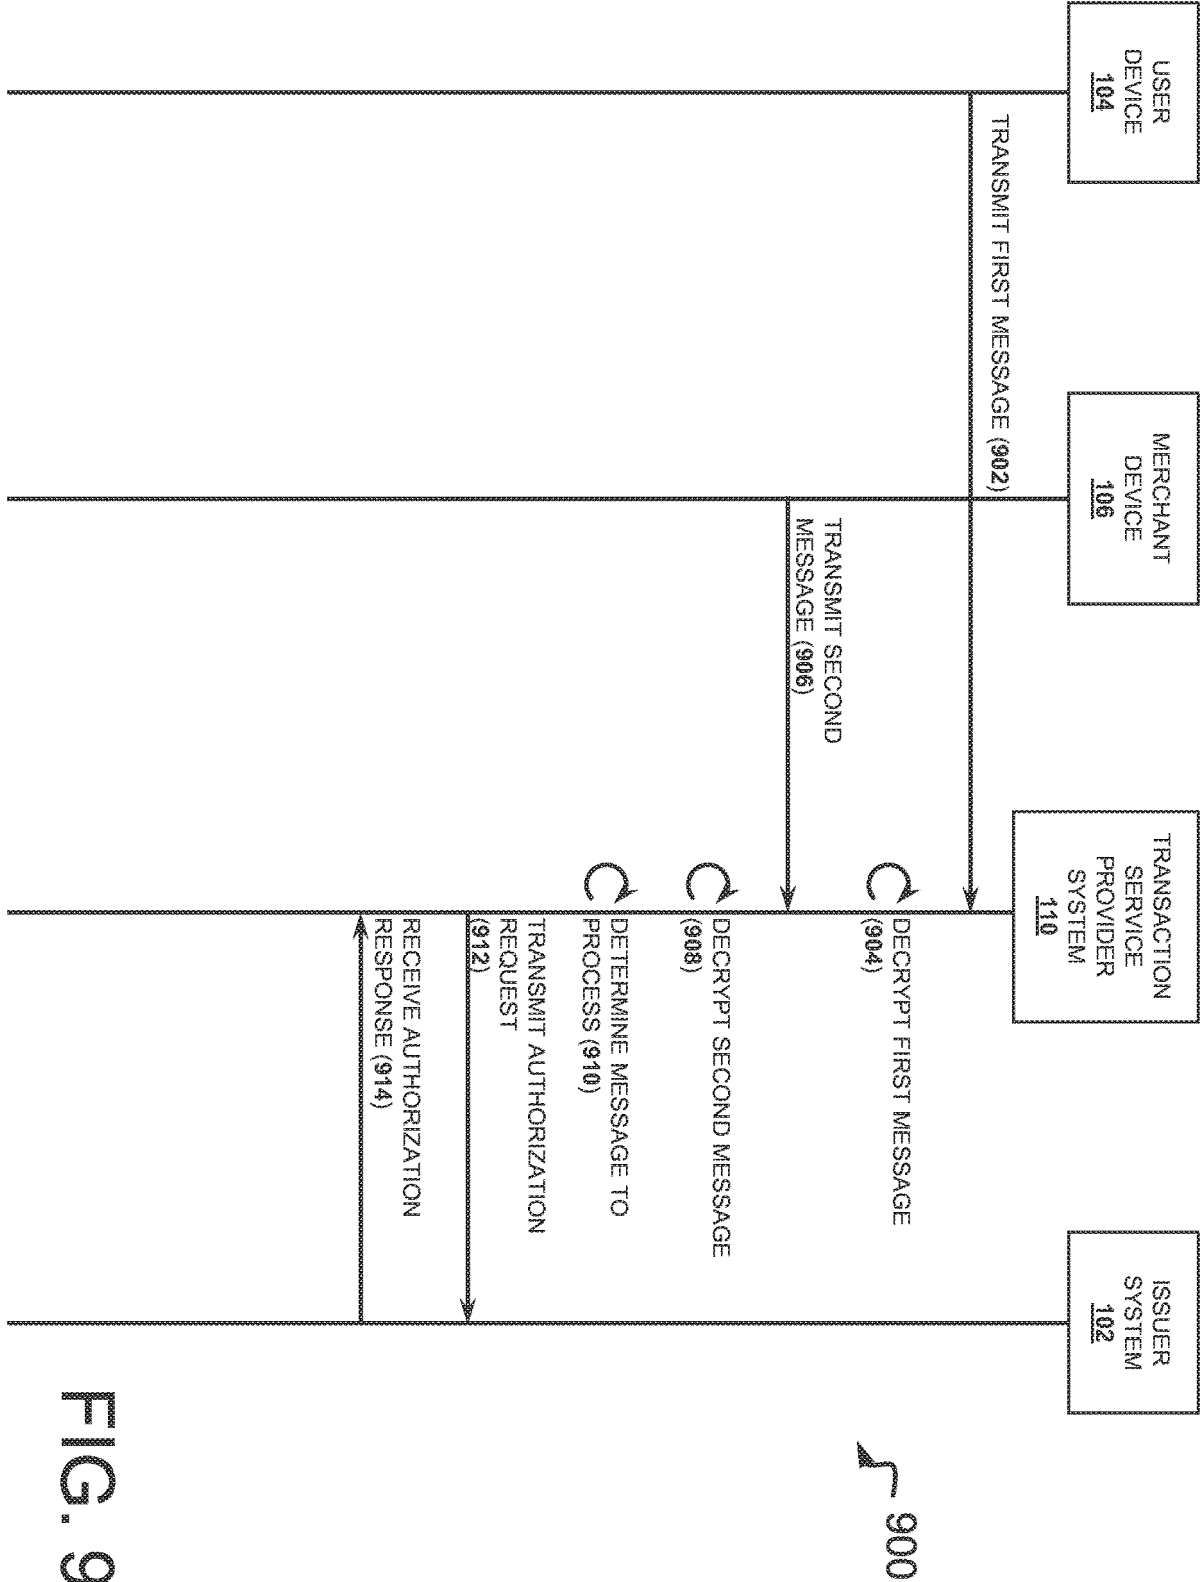 USER
DEVICE
104
MERCHANT
DEVICE
106
TRANSACTION
SERVICE
PROVIDER
SYSTEM
110
ISSUER
SYSTEM
102
900
TRANSMIT FIRST MESSAGE (902)
DECRYPT FIRST MESSAGE
(904)
TRANSMIT SECOND
MESSAGE (906)
DECRYPT SECOND MESSAGE
(908)
DETERMINE MESSAGE TO
PROCESS (910)
TRANSMIT AUTHORIZATION
REQUEST
(912)
RECEIVE AUTHORIZATION
RESPONSE (914)
FIG. 9